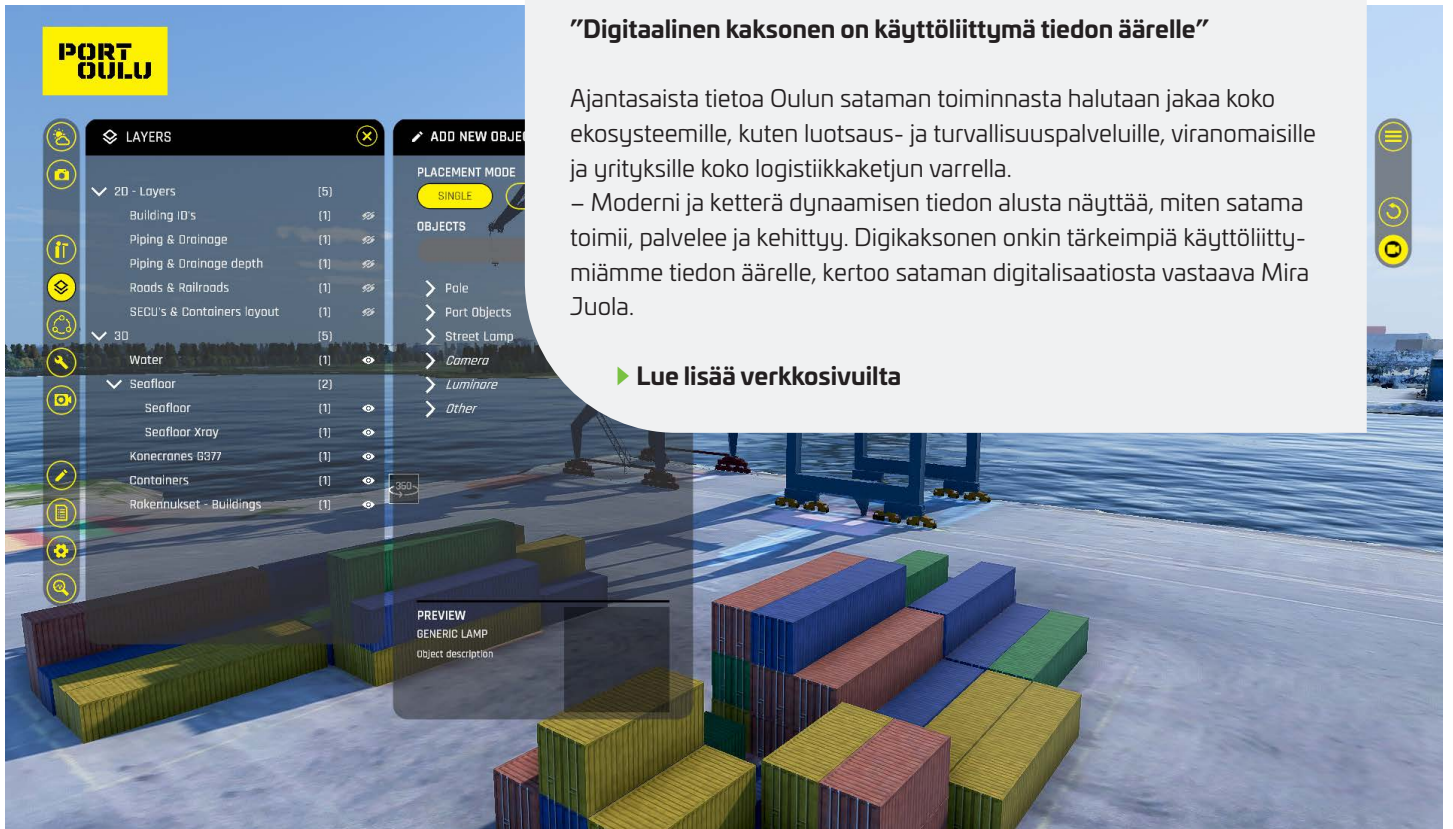 PORT
OULU
"Digitaalinen kaksonen on käyttöliittymä tiedon äärelle"
Ajantasaista tietoa Oulun sataman toiminnasta halutaan jakaa koko
ekosysteemille, kuten luotsaus- ja turvallisuuspalveluille, viranomaisille
ja yrityksille koko logistiikkaketjun varrella.
– Moderni ja ketterä dynaamisen tiedon alusta näyttää, miten satama
toimii, palvelee ja kehittyy. Digikaksonen onkin tärkeimpiä käyttöliitty-
miämme tiedon äärelle, kertoo sataman digitalisaatiosta vastaava Mira
Juola.
Lue lisää verkkosivuilta
LAYERS
2D - Layers (5)
Building ID's (1)
Piping & Drainage (1)
Piping & Drainage depth (1)
Roads & Railroads (1)
SECU's & Containers layout (1)
3D (5)
Water (1)
Seafloor (2)
Seafloor (1)
Seafloor Xray (1)
Konecranes G377 (1)
Containers (1)
Rakennukset - Buildings (1)
360
ADD NEW OBJE
PLACEMENT MODE
SINGLE
OBJECTS
Pole
Port Objects
Street Lamp
Camera
Luminare
Other
PREVIEW
GENERIC LAMP
Object description